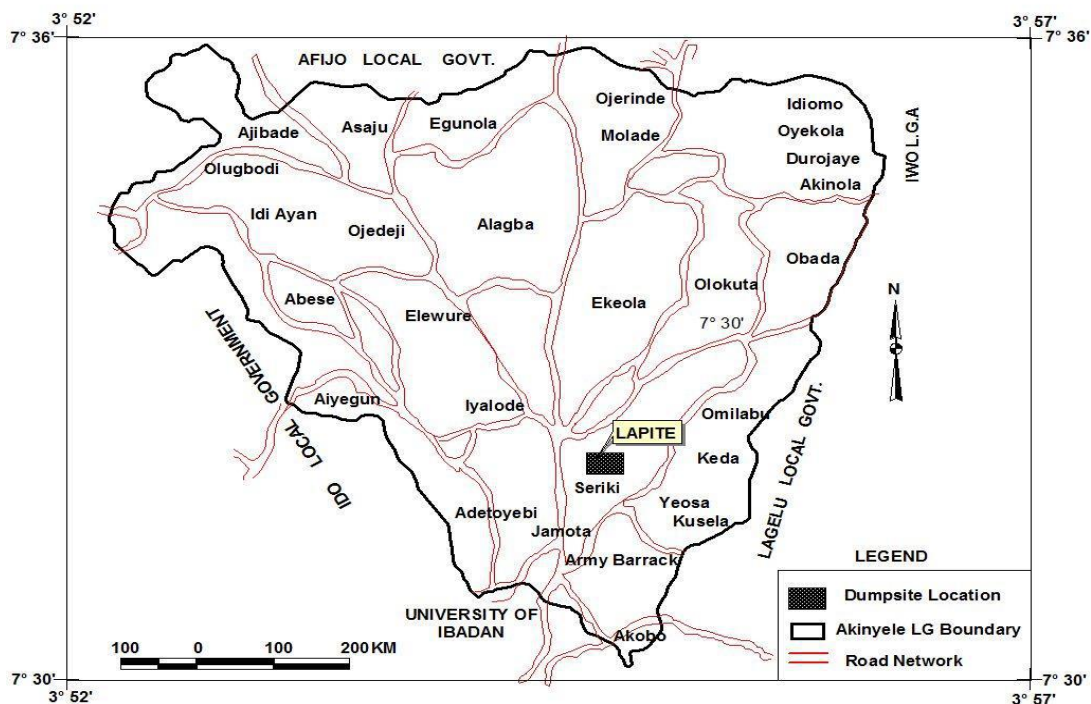 3° 52'
3° 57'
7° 36'
7° 36'
AFIJO LOCAL GOVT.
Ojerinde
Idiomo
Ajibade
Asaju
Egunola
Molade
Oyekola
Durojaye
IWO L.G.A
Olugbodi
Akinola
Idi Ayan
Ojedeji
Alagba
Obada
Abese
Elewure
Ekeola
Olokuta
7° 30'
N
IDO LOCAL GOVERNMENT
Aiyegun
Iyalode
Omilabu
LAPITE
Keda
LAGELU LOCAL GOVT.
Seriki
Adetoyebi
Jamota
Yeosa
Kusela
Army Barrack
UNIVERSITY OF
IBADAN
Akobo
LEGEND
Dumpsite Location
Akinyele LG Boundary
Road Network
100 0 100 200 KM
7° 30'
7° 30'
3° 52'
3° 57'